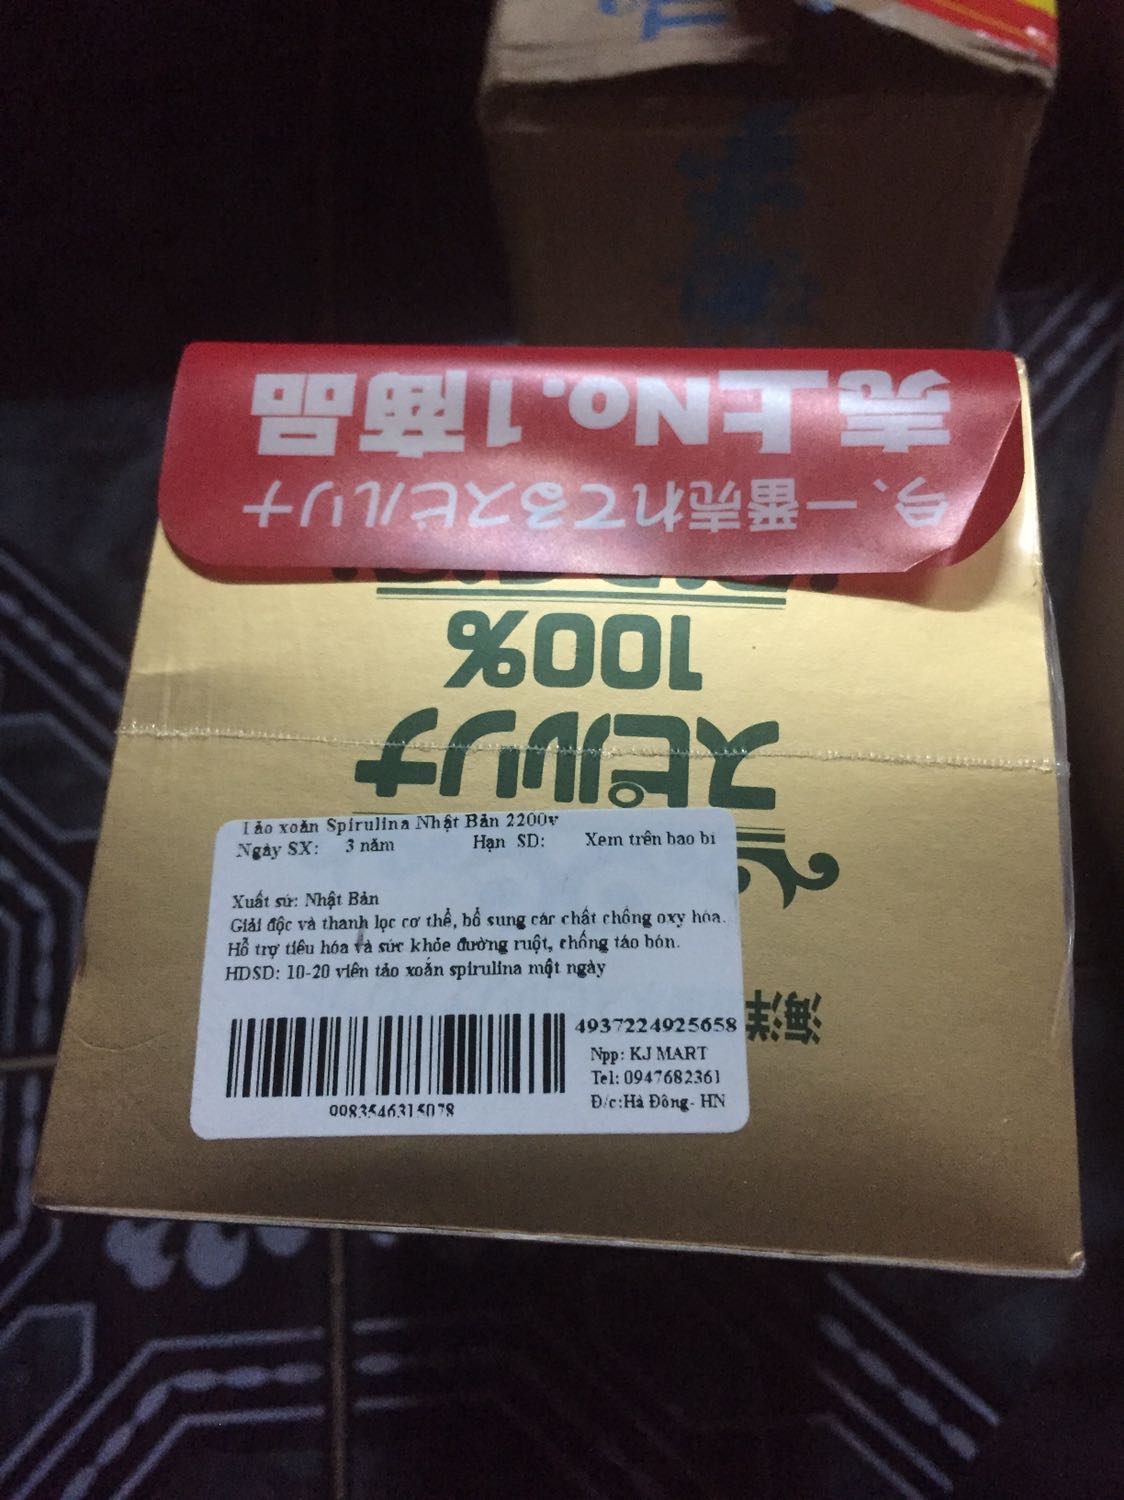 売上No.1商品
今、一番売れてるスピルリナ
100%
スピルリナ
Tảo xoắn Spirulina Nhật Bản 2200v
Ngày SX: 3 năm Hạn SD: Xem trên bao bì
Xuất sứ: Nhật Bản
Giải độc và thanh lọc cơ thể, bổ sung các chất chống oxy hóa.
Hỗ trợ tiêu hóa và sức khỏe đường ruột, chống táo bón.
HDSD: 10-20 viên tảo xoắn spirulina một ngày
海洋
4937224925658
Npp: KJ MART
Tel: 0947682361
Đ/c:Hà Đông- HN
9983546315078